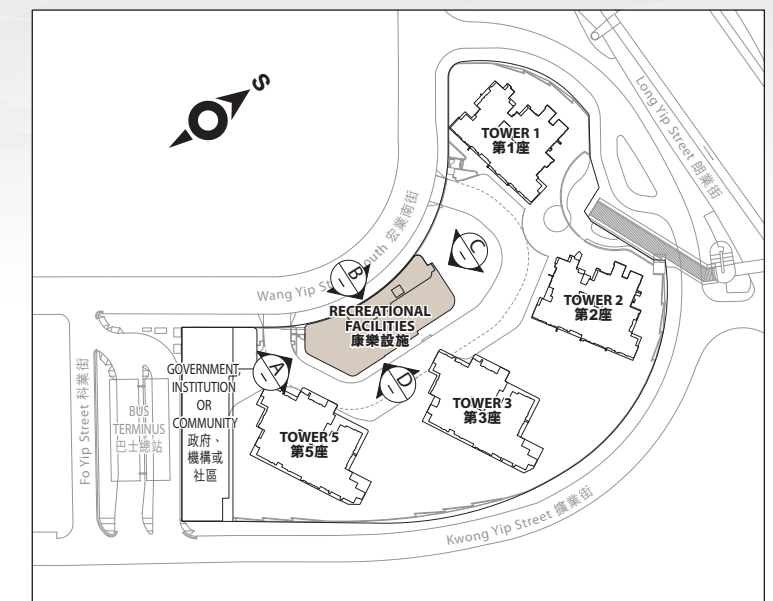 S
TOWER 1
第1座
Long Yip Street 朗業街
C
B
Wang Yip St
outh 宏業南街
RECREATIONAL
FACILITIES
康樂設施
TOWER 2
第2座
GOVERNMENT,
INSTITUTION
OR
COMMUNITY
政府、
機構或
社區
A
D
TOWER 3
第3座
BUS
TERMINUS
巴士總站
Fo Yip Street 科業街
TOWER 5
第5座
Kwong Yip Street 擴業街